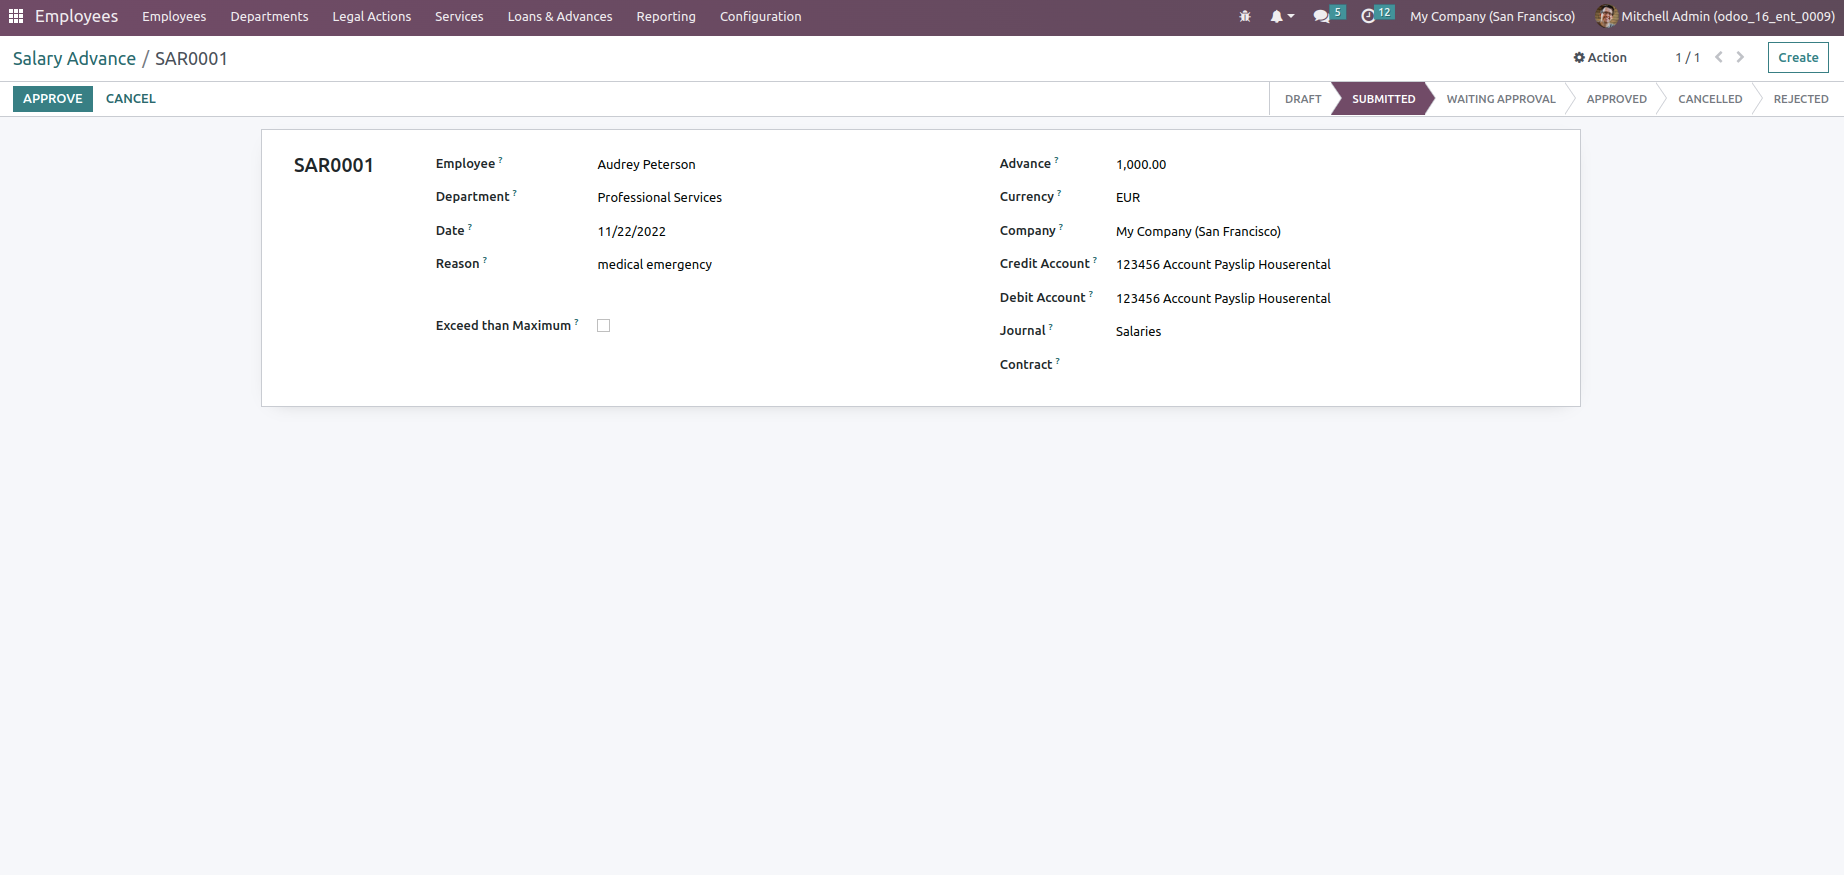 Employees Employees Departments Legal Actions Services Loans & Advances Reporting Configuration 5 12 My Company (San Francisco) Mitchell Admin (odoo_16_ent_0009)
Salary Advance / SAR0001 Action 1 / 1 Create
APPROVE CANCEL DRAFT SUBMITTED WAITING APPROVAL APPROVED CANCELLED REJECTED
SAR0001
Employee ? Audrey Peterson
Department ? Professional Services
Date ? 11/22/2022
Reason ? medical emergency
Exceed than Maximum ?
Advance ? 1,000.00
Currency ? EUR
Company ? My Company (San Francisco)
Credit Account ? 123456 Account Payslip Houserental
Debit Account ? 123456 Account Payslip Houserental
Journal ? Salaries
Contract ?